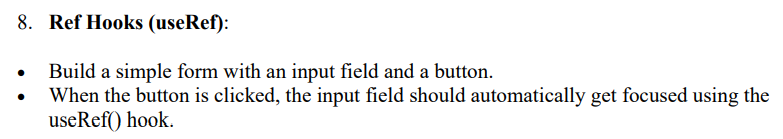 8. Ref Hooks (useRef):
• Build a simple form with an input field and a button.
• When the button is clicked, the input field should automatically get focused using the
useRef() hook.